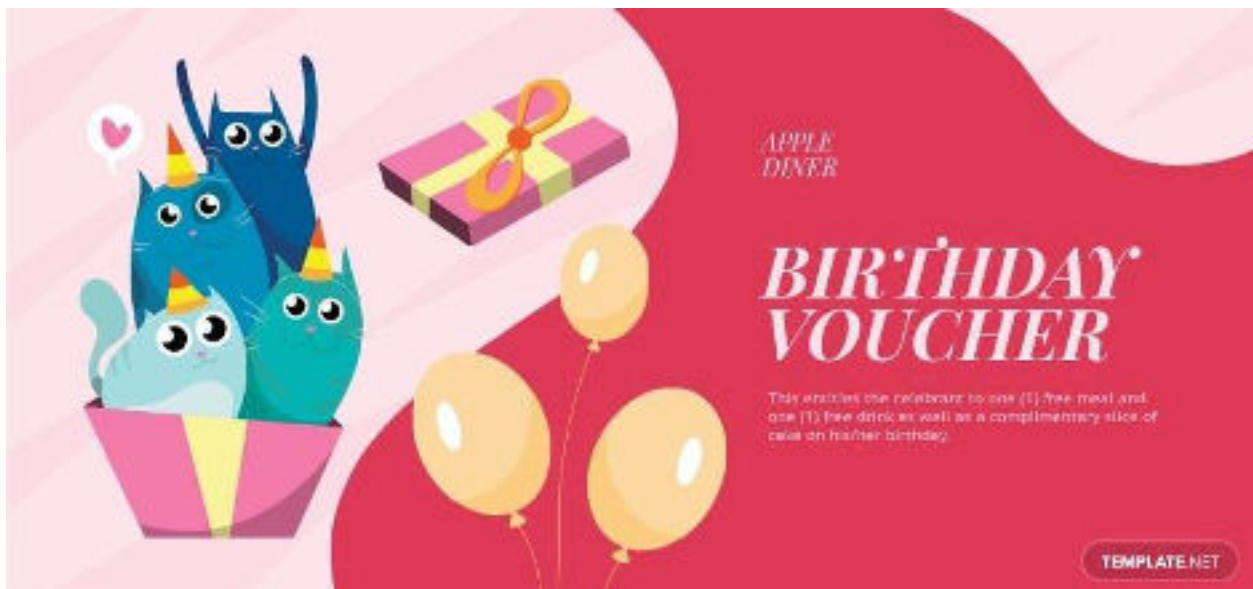 APPLE
DINER
BIRTHDAY
VOUCHER
This entitles the celebrant to one (1) free meal and
one (1) free drink as well as a complimentary slice of
cake on his/her birthday.
TEMPLATE.NET